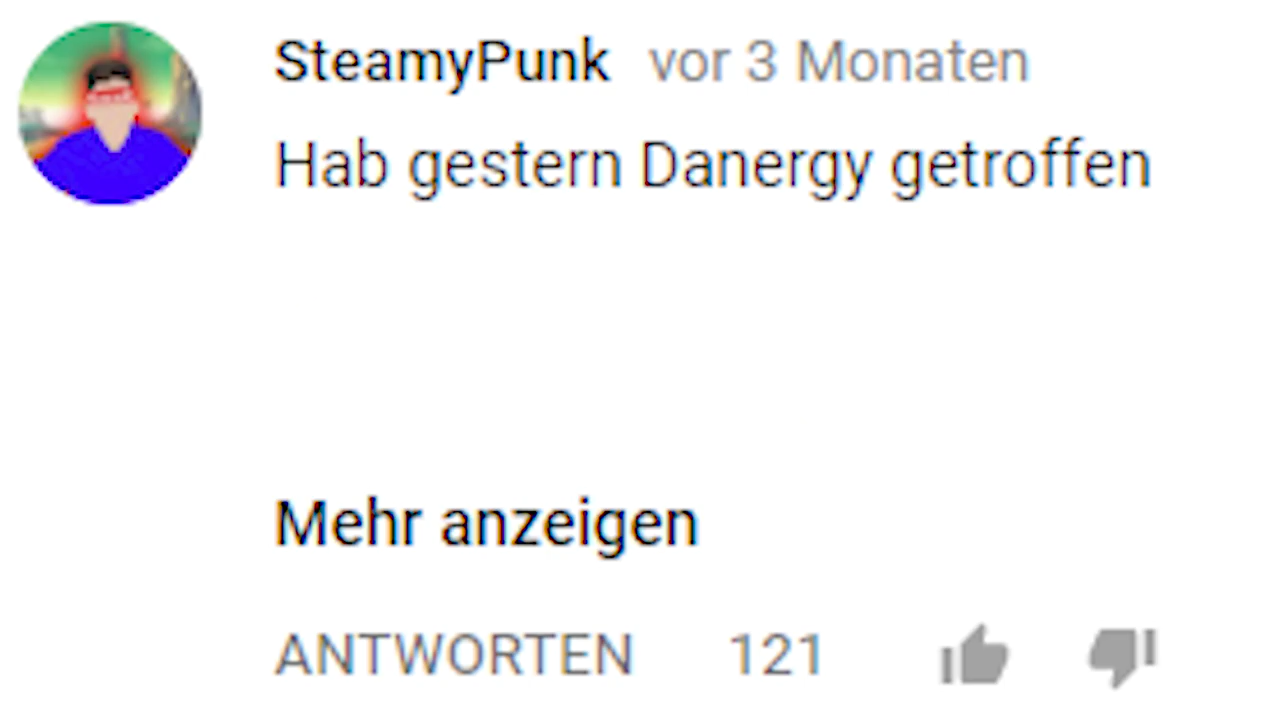 SteamyPunk vor 3 Monaten
Hab gestern Danergy getroffen
Mehr anzeigen
ANTWORTEN 121